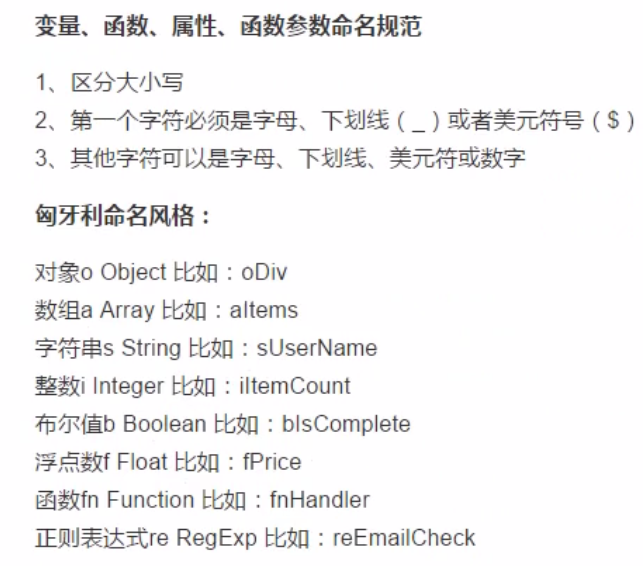 变量、函数、属性、函数参数命名规范
1、区分大小写
2、第一个字符必须是字母、下划线（_）或者美元符号（$）
3、其他字符可以是字母、下划线、美元符或数字
匈牙利命名风格：
对象o Object 比如：oDiv
数组a Array 比如：aItems
字符串s String 比如：sUserName
整数i Integer 比如：iItemCount
布尔值b Boolean 比如：bIsComplete
浮点数f Float 比如：fPrice
函数fn Function 比如：fnHandler
正则表达式re RegExp 比如：reEmailCheck